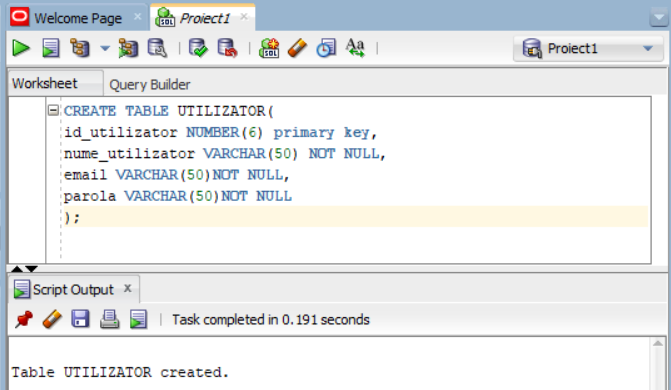 Welcome Page
Proiect1
Proiect1
Worksheet
Query Builder
CREATE TABLE UTILIZATOR(
id_utilizator NUMBER(6) primary key,
nume_utilizator VARCHAR(50) NOT NULL,
email VARCHAR(50)NOT NULL,
parola VARCHAR(50)NOT NULL
);
Script Output x
Task completed in 0.191 seconds
Table UTILIZATOR created.